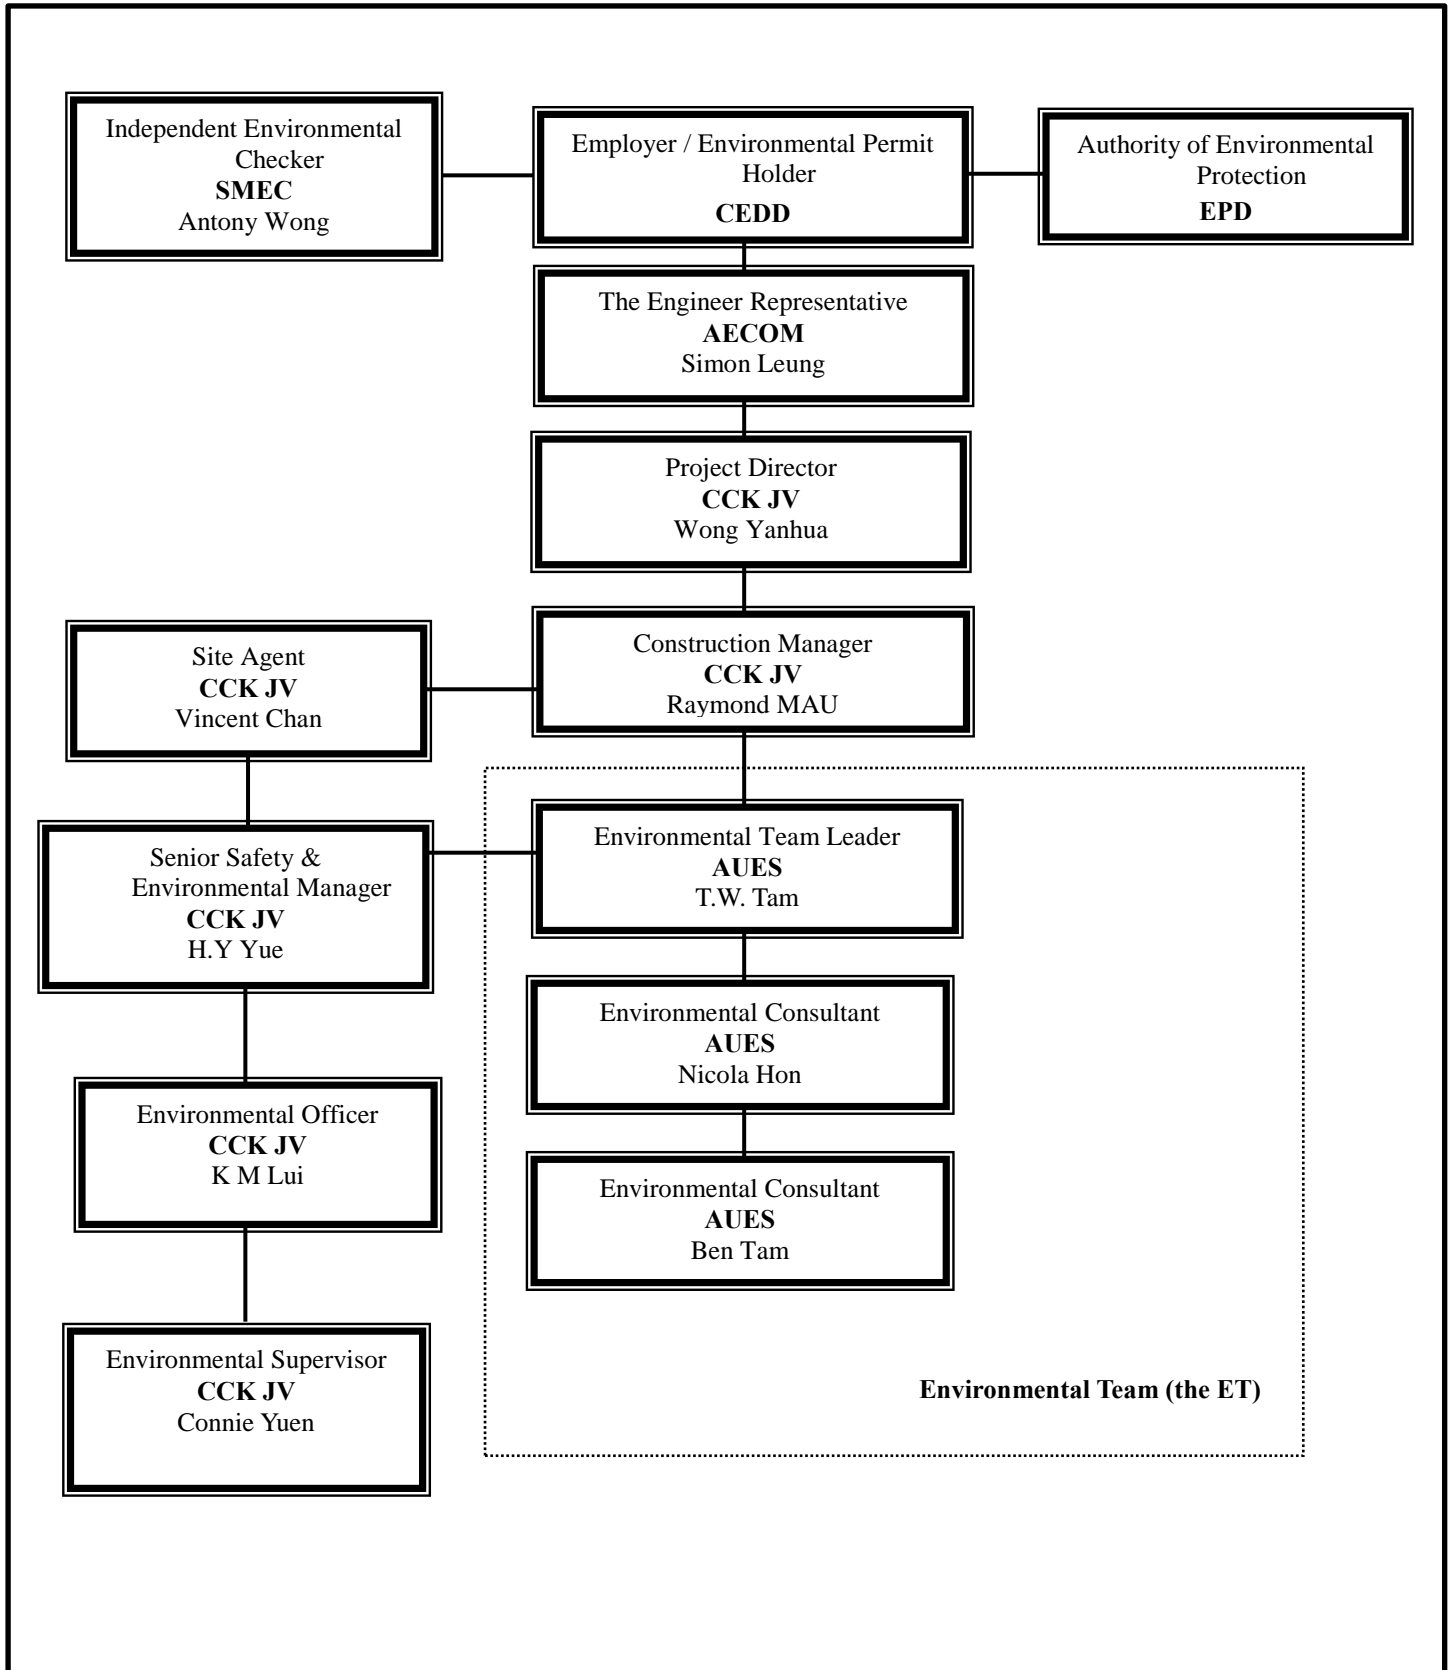 Independent Environmental
Checker
SMEC
Antony Wong
Employer / Environmental Permit
Holder
CEDD
Authority of Environmental
Protection
EPD
The Engineer Representative
AECOM
Simon Leung
Project Director
CCK JV
Wong Yanhua
Site Agent
CCK JV
Vincent Chan
Construction Manager
CCK JV
Raymond MAU
Senior Safety &
Environmental Manager
CCK JV
H.Y Yue
Environmental Team Leader
AUES
T.W. Tam
Environmental Consultant
AUES
Nicola Hon
Environmental Officer
CCK JV
K M Lui
Environmental Consultant
AUES
Ben Tam
Environmental Supervisor
CCK JV
Connie Yuen
Environmental Team (the ET)